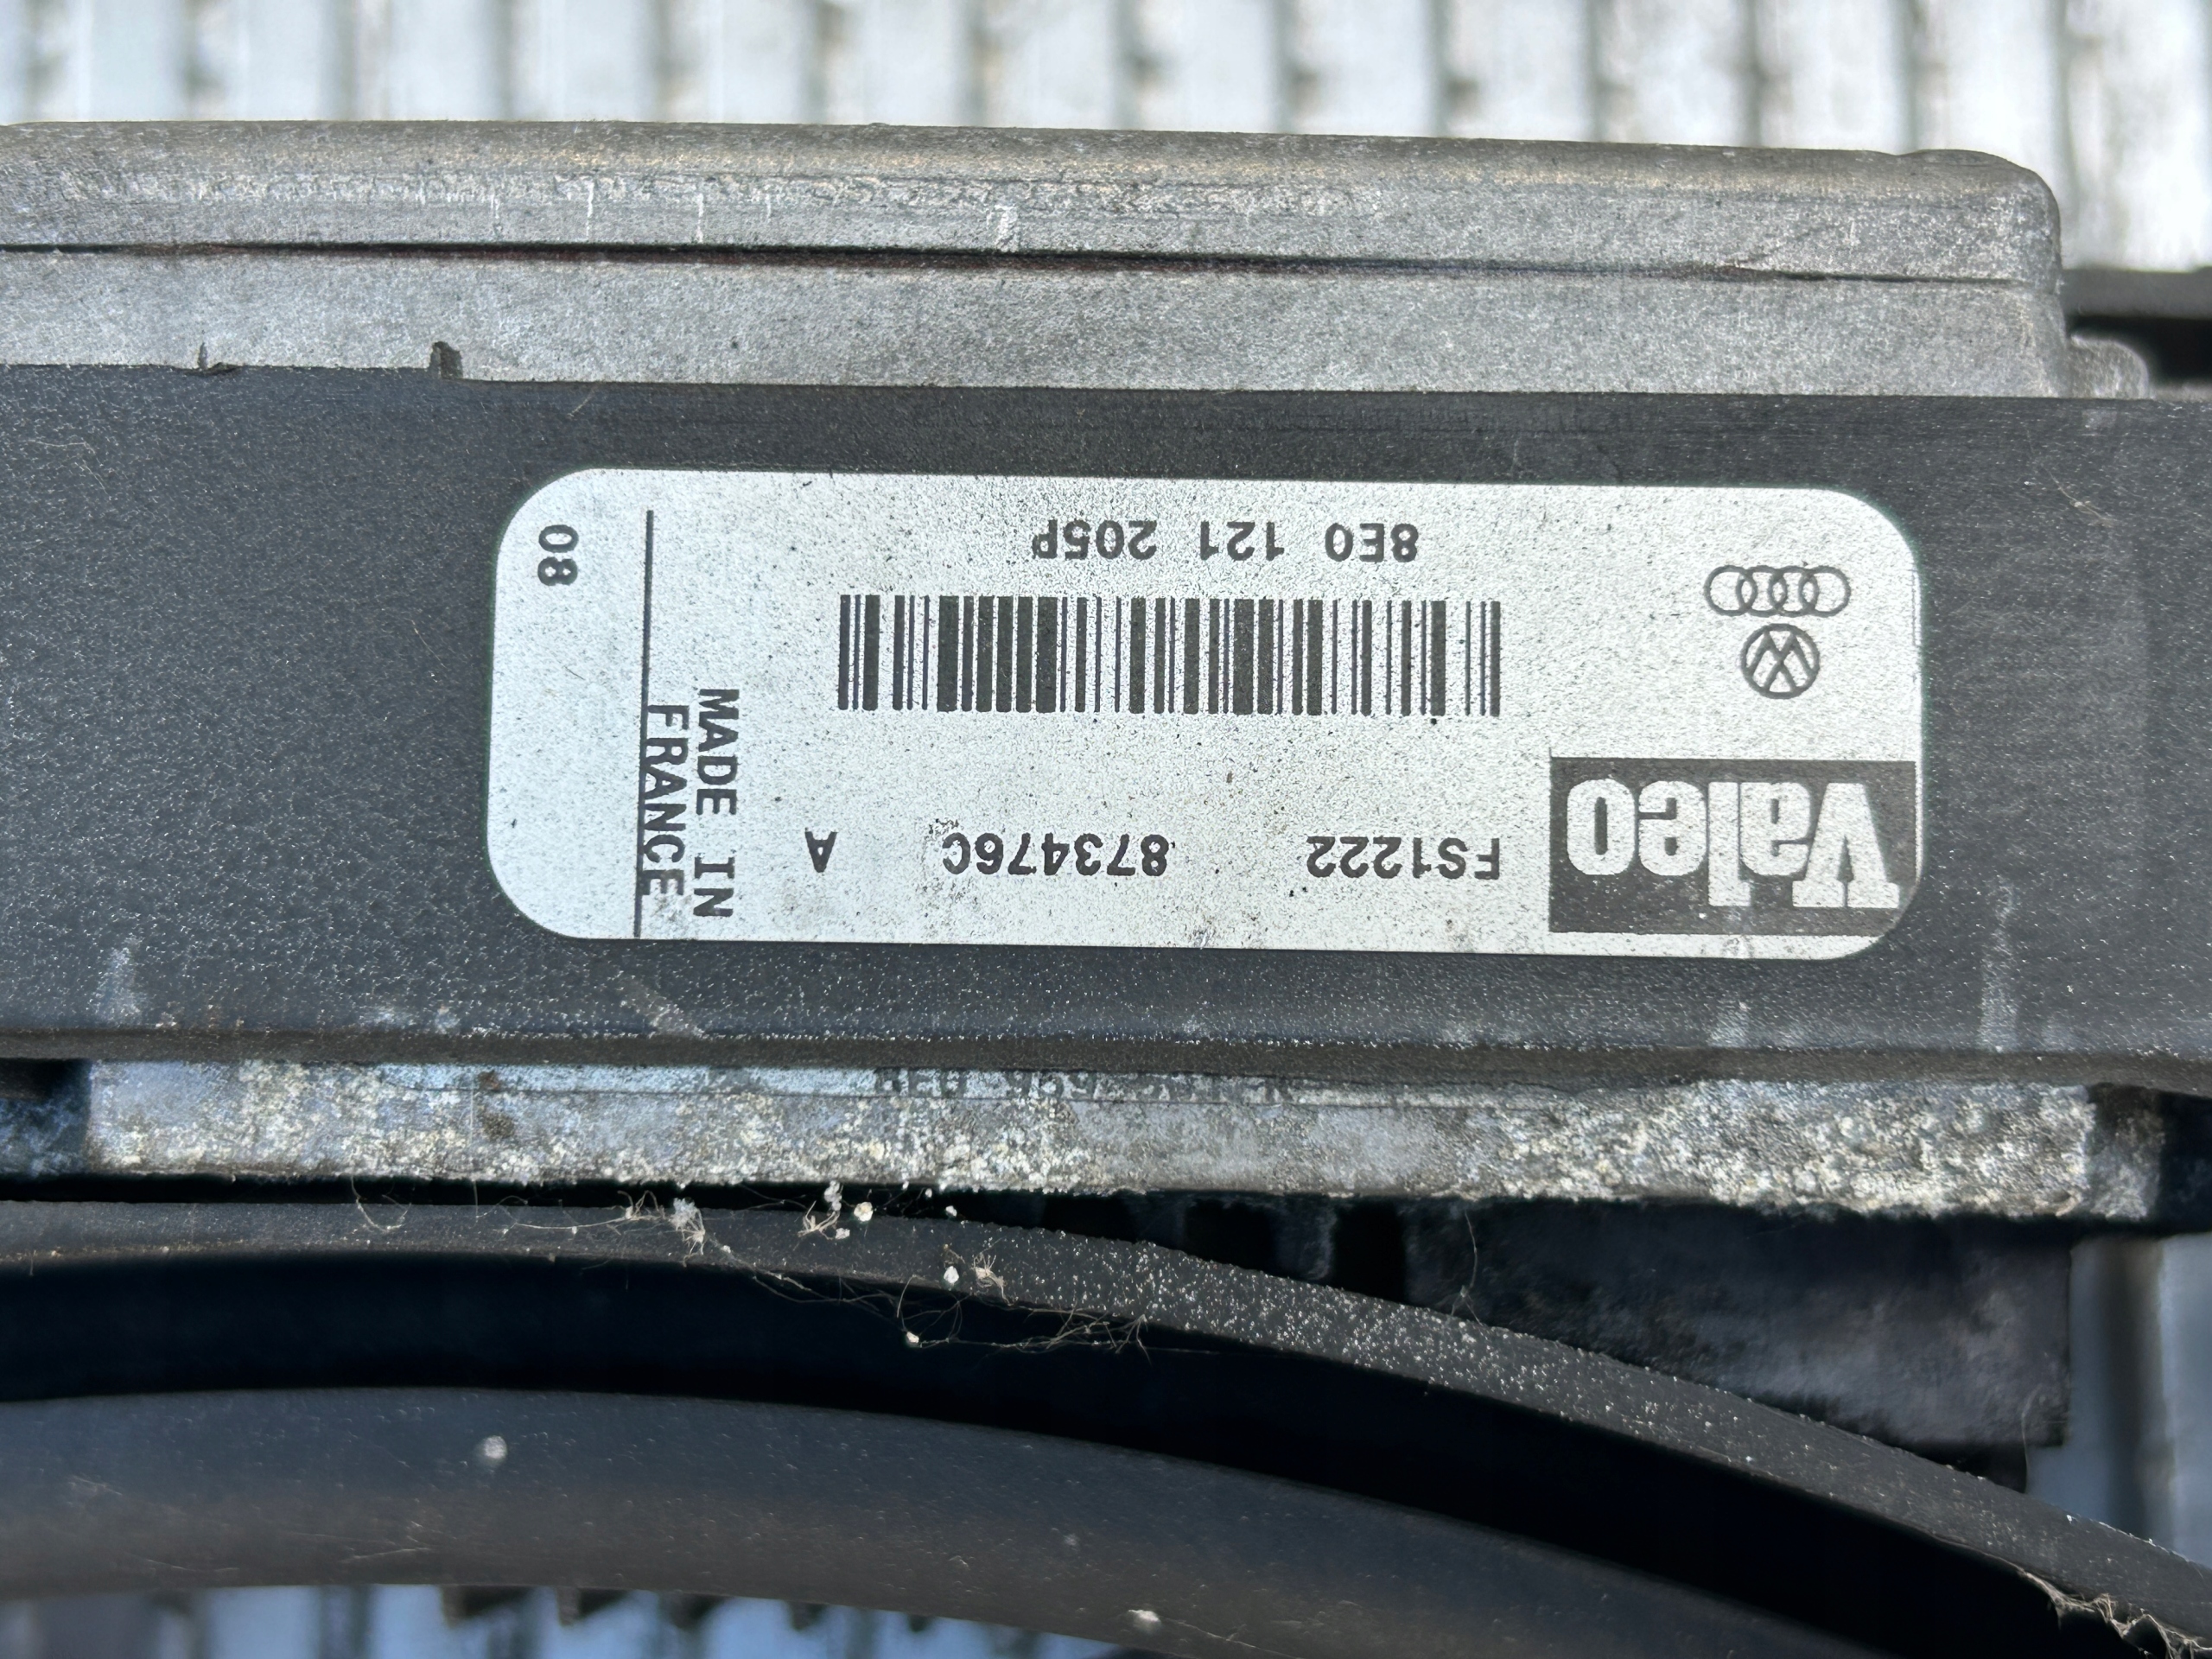 Valeo
FS1222 873476C A
8E0 121 205P
MADE IN
FRANCE
08